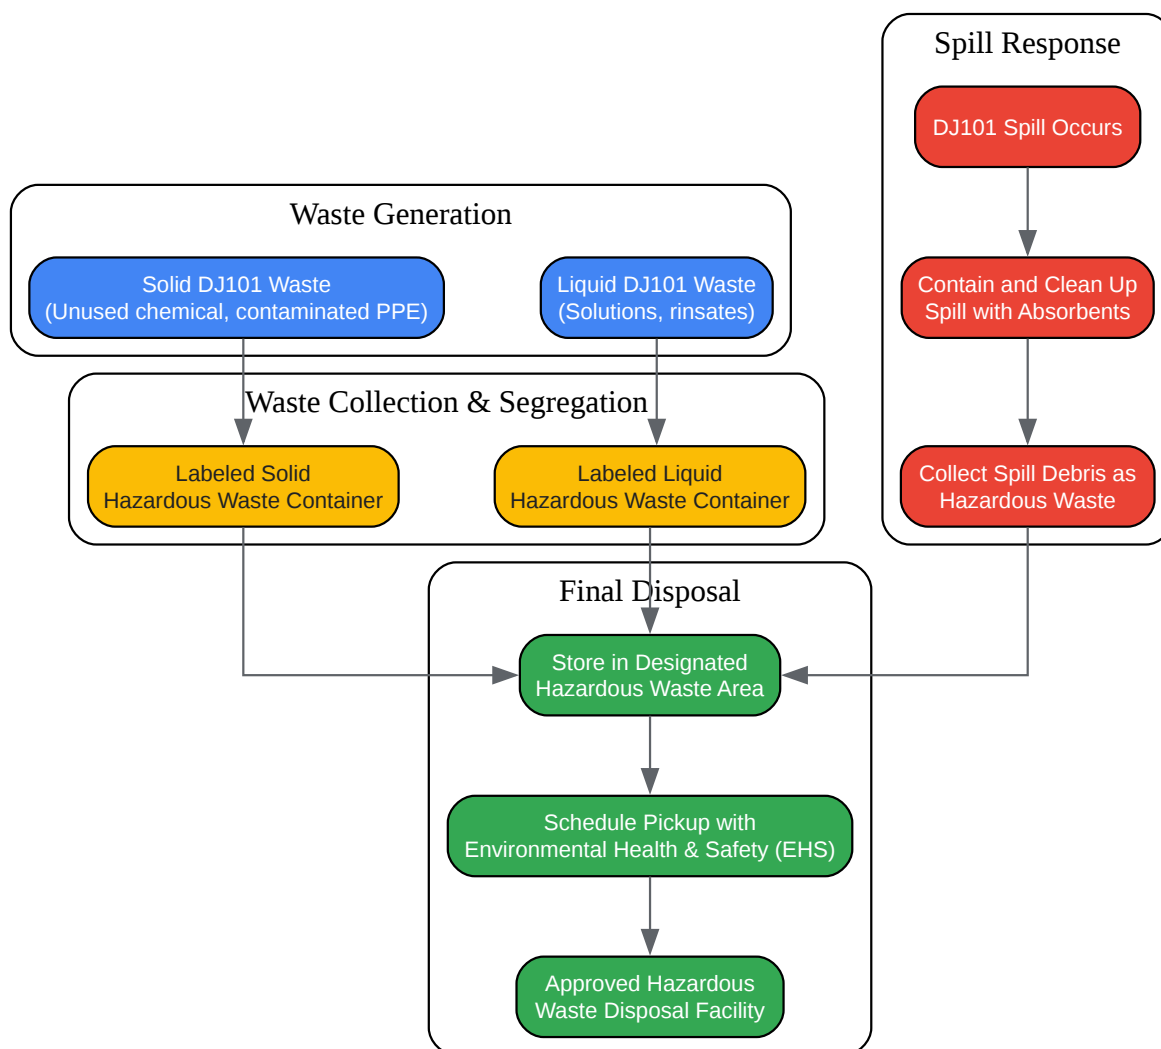 Spill Response
DJ101 Spill Occurs
Waste Generation
Solid DJ101 Waste
(Unused chemical, contaminated PPE)
Liquid DJ101 Waste
(Solutions, rinsates)
Contain and Clean Up
Spill with Absorbents
Waste Collection & Segregation
Labeled Solid
Hazardous Waste Container
Labeled Liquid
Hazardous Waste Container
Collect Spill Debris as
Hazardous Waste
Final Disposal
Store in Designated
Hazardous Waste Area
Schedule Pickup with
Environmental Health & Safety (EHS)
Approved Hazardous
Waste Disposal Facility